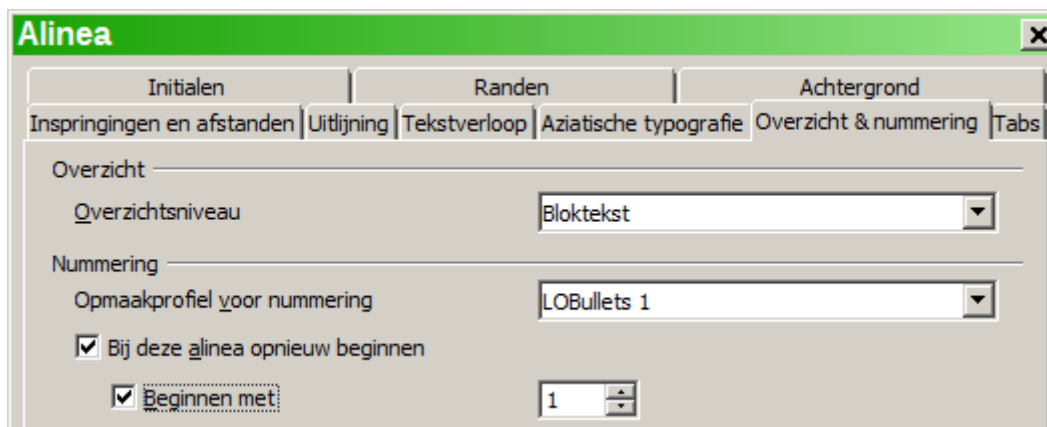 Alinea
Initialen Randen Achtergrond
Inspringingen en afstanden Uitlijning Tekstverloop Aziatische typografie Overzicht & nummering Tabs
Overzicht
Overzichtsniveau Bloktekst
Nummering
Opmaakprofiel voor nummering LOBullets 1
Bij deze alinea opnieuw beginnen
Beginnen met 1